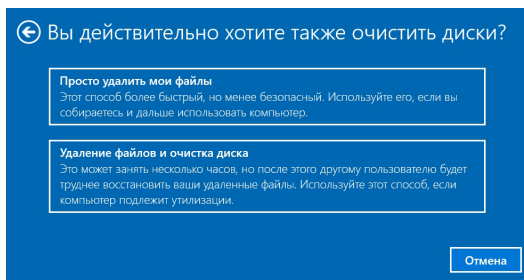 Вы действительно хотите также очистить диски?
Просто удалить мои файлы
Этот способ более быстрый, но менее безопасный. Используйте его, если вы
собираетесь и дальше использовать компьютер.
Удаление файлов и очистка диска
Это может занять несколько часов, но после этого другому пользователю будет
труднее восстановить ваши удаленные файлы. Используйте этот способ, если
компьютер подлежит утилизации.
Отмена